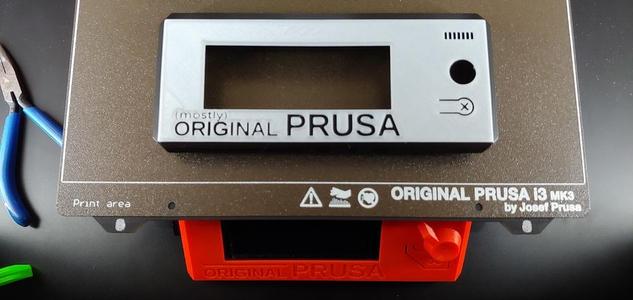 (mostly)
ORIGINAL PRUSA
Print area
ORIGINAL PRUSA i3 MK3
by Josef Prusa
ORIGINAL PRUSA